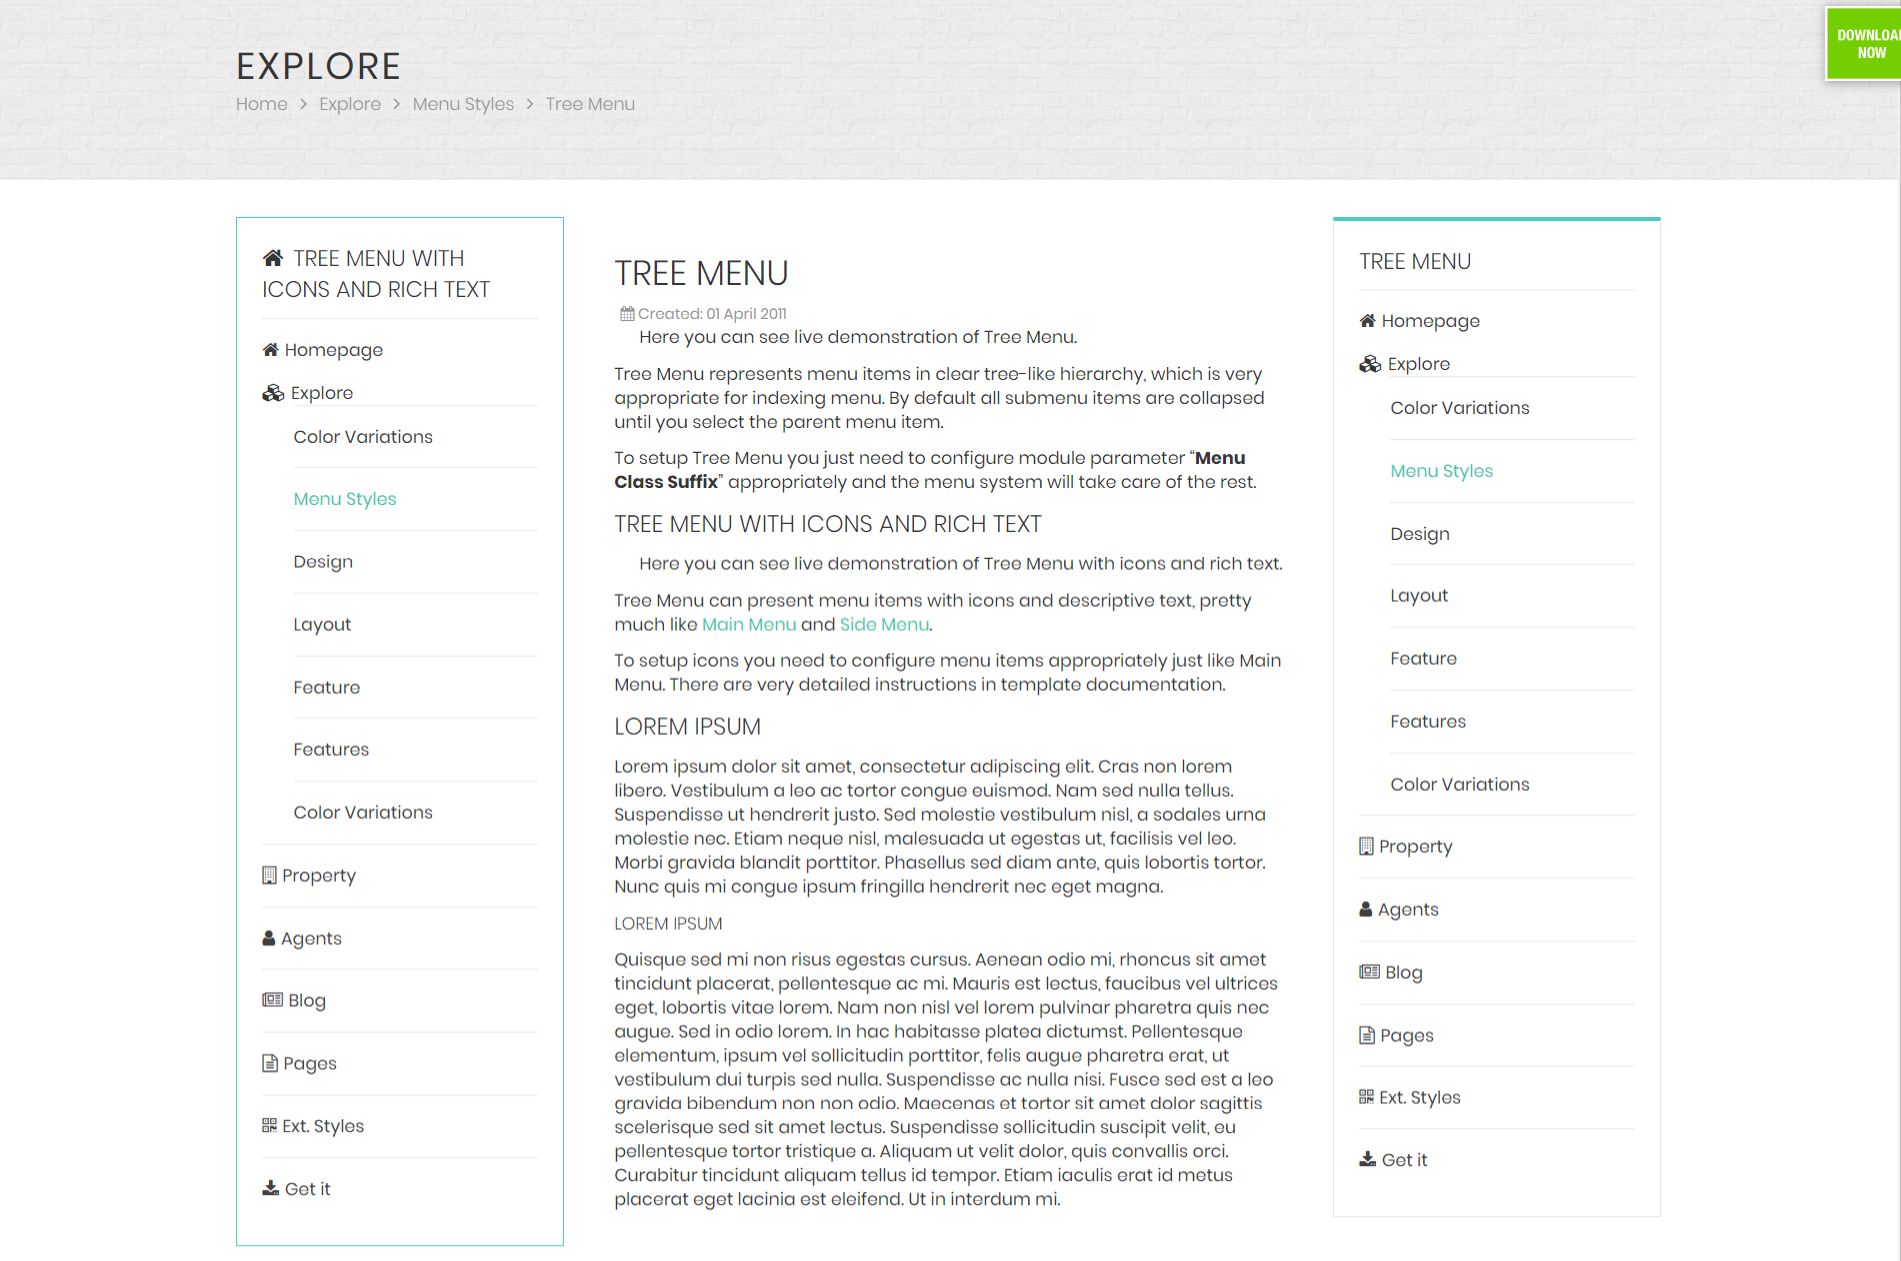 EXPLORE
Home > Explore > Menu Styles > Tree Menu
NOW
TREE MENU WITH
ICONS AND RICH TEXT
Homepage
Explore
Color Variations
Menu Styles
Design
Layout
Feature
Features
Color Variations
Property
Agents
Blog
Pages
Ext. Styles
Get it
TREE MENU
Created: 01 April 2011
Here you can see live demonstration of Tree Menu.
Tree Menu represents menu items in clear tree-like hierarchy, which is very
appropriate for indexing menu. By default all submenu items are collapsed
until you select the parent menu item.
To setup Tree Menu you just need to configure module parameter “Menu
Class Suffix” appropriately and the menu system will take care of the rest.
TREE MENU WITH ICONS AND RICH TEXT
Here you can see live demonstration of Tree Menu with icons and rich text.
Tree Menu can present menu items with icons and descriptive text, pretty
much like Main Menu and Side Menu.
To setup icons you need to configure menu items appropriately just like Main
Menu. There are very detailed instructions in template documentation.
LOREM IPSUM
Lorem ipsum dolor sit amet, consectetur adipiscing elit. Cras non lorem
libero. Vestibulum a leo ac tortor congue euismod. Nam sed nulla tellus.
Suspendisse ut hendrerit justo. Sed molestie vestibulum nisl, a sodales urna
molestie nec. Etiam neque nisl, malesuada ut egestas ut, facilisis vel leo.
Morbi gravida blandit porttitor. Phasellus sed diam ante, quis lobortis tortor.
Nunc quis mi congue ipsum fringilla hendrerit nec eget magna.
LOREM IPSUM
Quisque sed mi non risus egestas cursus. Aenean odio mi, rhoncus sit amet
tincidunt placerat, pellentesque ac mi. Mauris est lectus, faucibus vel ultrices
eget, lobortis vitae lorem. Nam non nisl vel lorem pulvinar pharetra quis nec
augue. Sed in odio lorem. In hac habitasse platea dictumst. Pellentesque
elementum, ipsum vel sollicitudin porttitor, felis augue pharetra erat, ut
vestibulum dui turpis sed nulla. Suspendisse ac nulla nisi. Fusce sed est a leo
gravida bibendum non non odio. Maecenas et tortor sit amet dolor sagittis
scelerisque sed sit amet lectus. Suspendisse sollicitudin suscipit velit, eu
pellentesque tortor tristique a. Aliquam ut velit dolor, quis convallis orci.
Curabitur tincidunt aliquam tellus id tempor. Etiam iaculis erat id metus
placerat eget lacinia est eleifend. Ut in interdum mi.
TREE MENU
Homepage
Explore
Color Variations
Menu Styles
Design
Layout
Feature
Features
Color Variations
Property
Agents
Blog
Pages
Ext. Styles
Get it